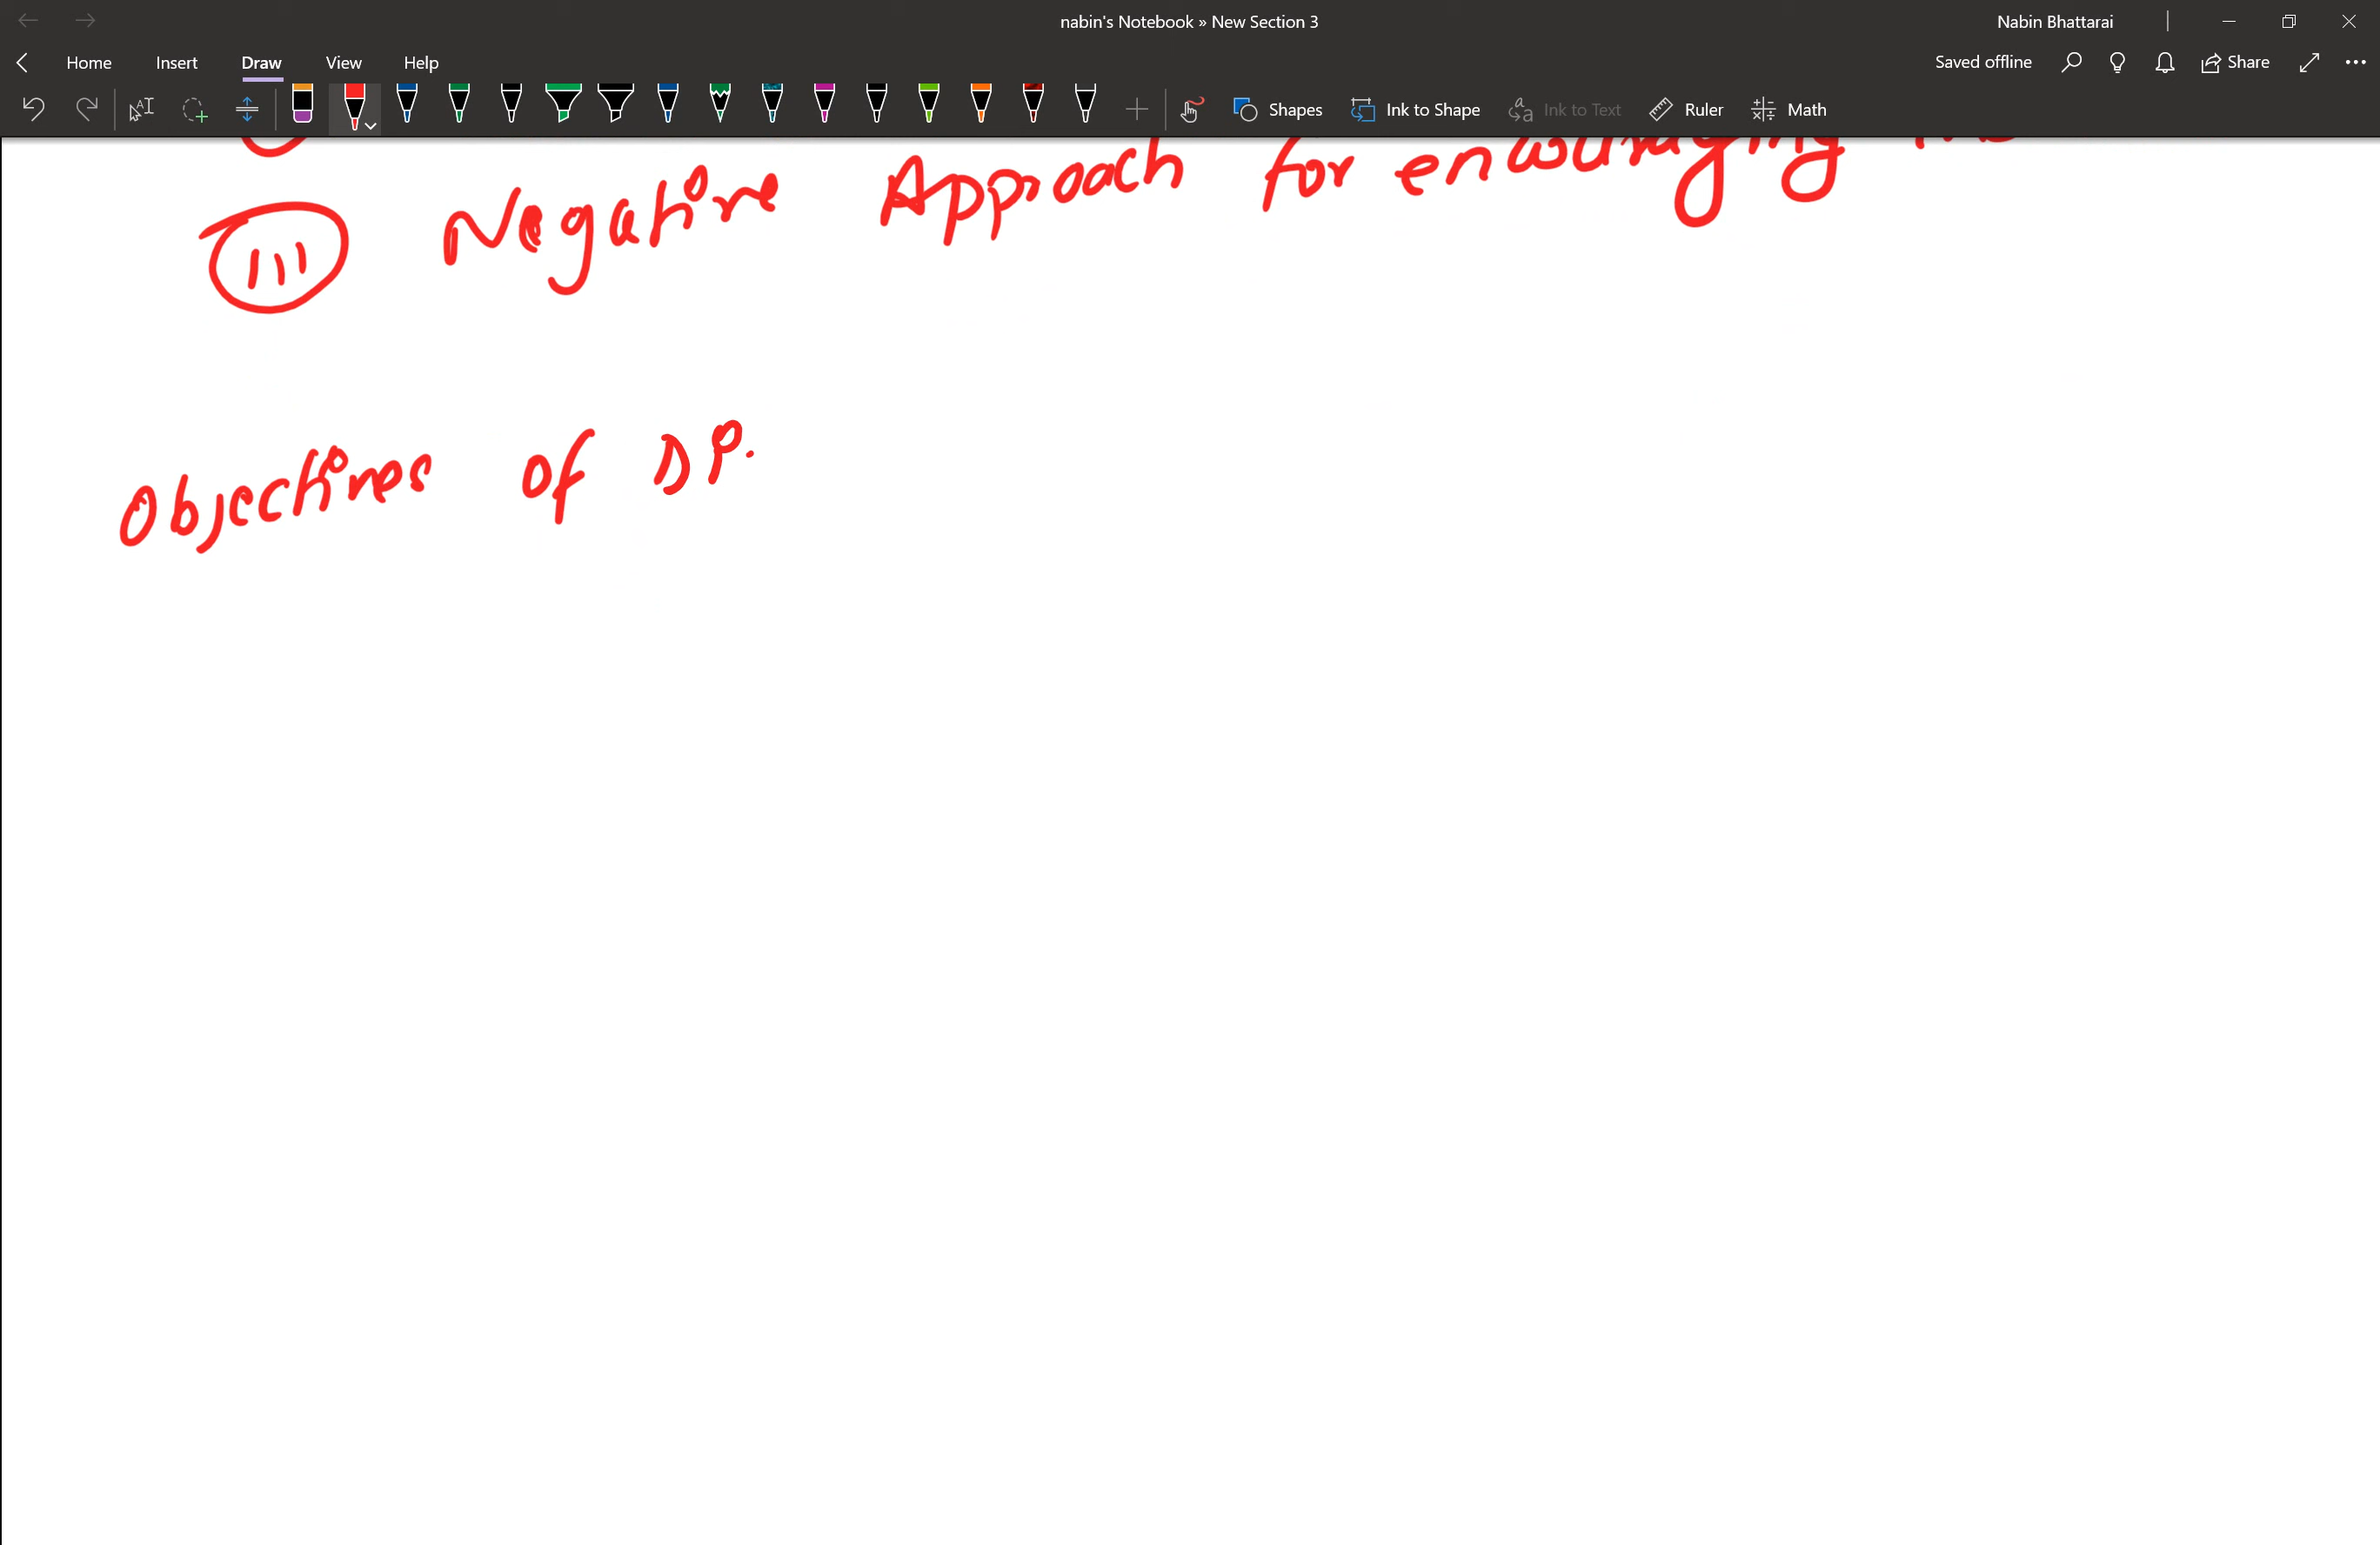 nabin's Notebook » New Section 3
Nabin Bhattarai
Home Insert Draw View Help
Saved offline
Share
Shapes
Ink to Shape
Ink to Text
Ruler
Math
III Negative Approach for encouraging
Objectives of DP.